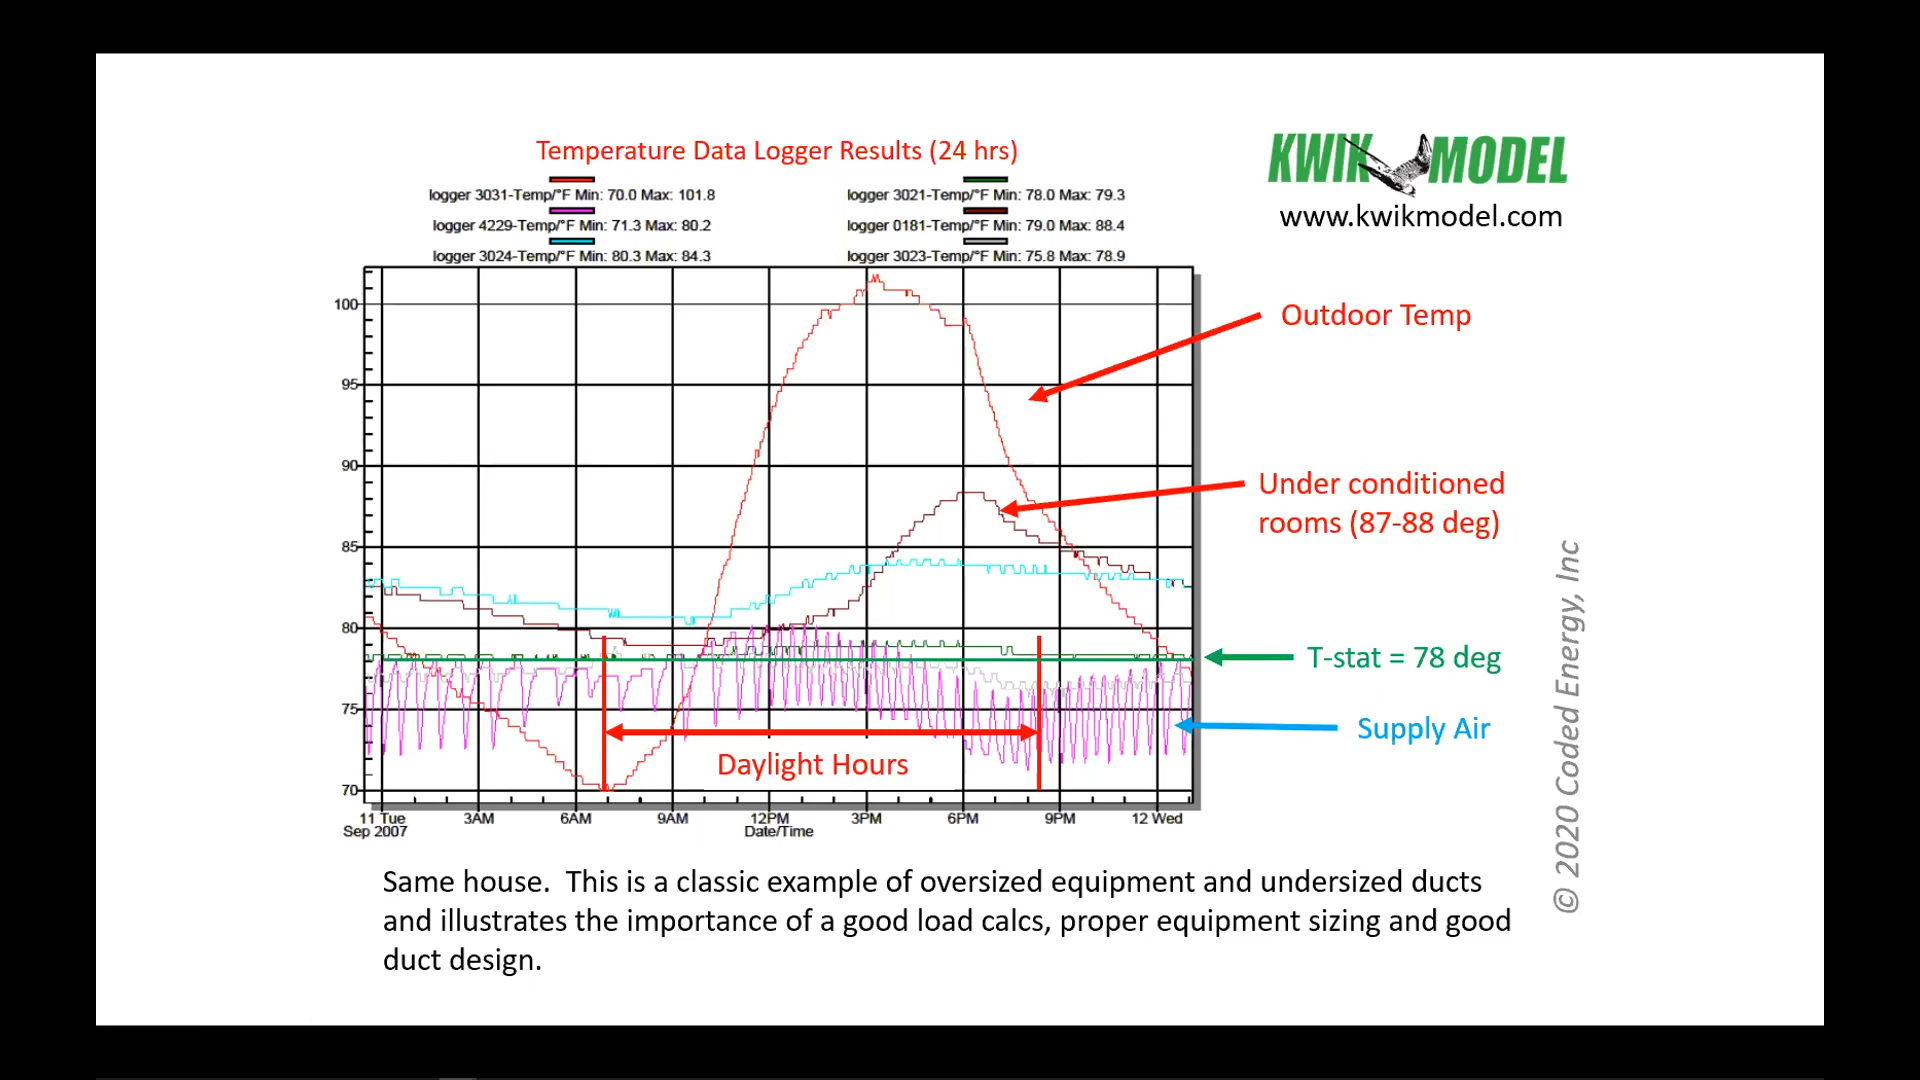 Temperature Data Logger Results (24 hrs)
KWIK MODEL
www.kwikmodel.com
logger 3031-Temp/°F Min: 70.0 Max: 101.8
logger 3021-Temp/°F Min: 78.0 Max: 79.3
logger 4229-Temp/°F Min: 71.3 Max: 80.2
logger 0181-Temp/°F Min: 79.0 Max: 88.4
logger 3024-Temp/°F Min: 80.3 Max: 84.3
logger 3023-Temp/°F Min: 75.8 Max: 78.9
100
95
90
85
80
75
70
Outdoor Temp
Under conditioned
rooms (87-88 deg)
T-stat = 78 deg
Supply Air
Daylight Hours
11 Tue 3AM 6AM 9AM 12PM 3PM 6PM 9PM 12 Wed
Sep 2007
Date/Time
Same house.  This is a classic example of oversized equipment and undersized ducts
and illustrates the importance of a good load calcs, proper equipment sizing and good
duct design.
© 2020 Coded Energy, Inc